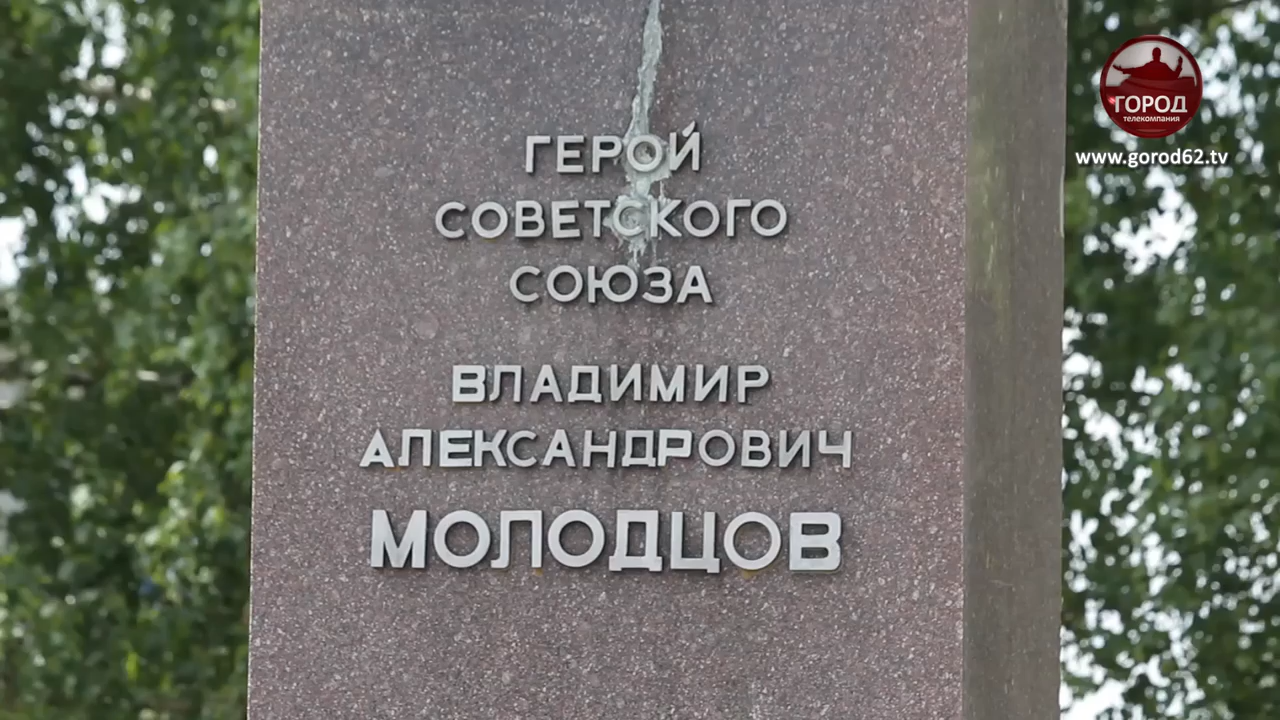 ГОРОД
телекомпания
www.gorod62.tv
ГЕРОЙ
СОВЕТСКОГО
СОЮЗА
ВЛАДИМИР
АЛЕКСАНДРОВИЧ
МОЛОДЦОВ